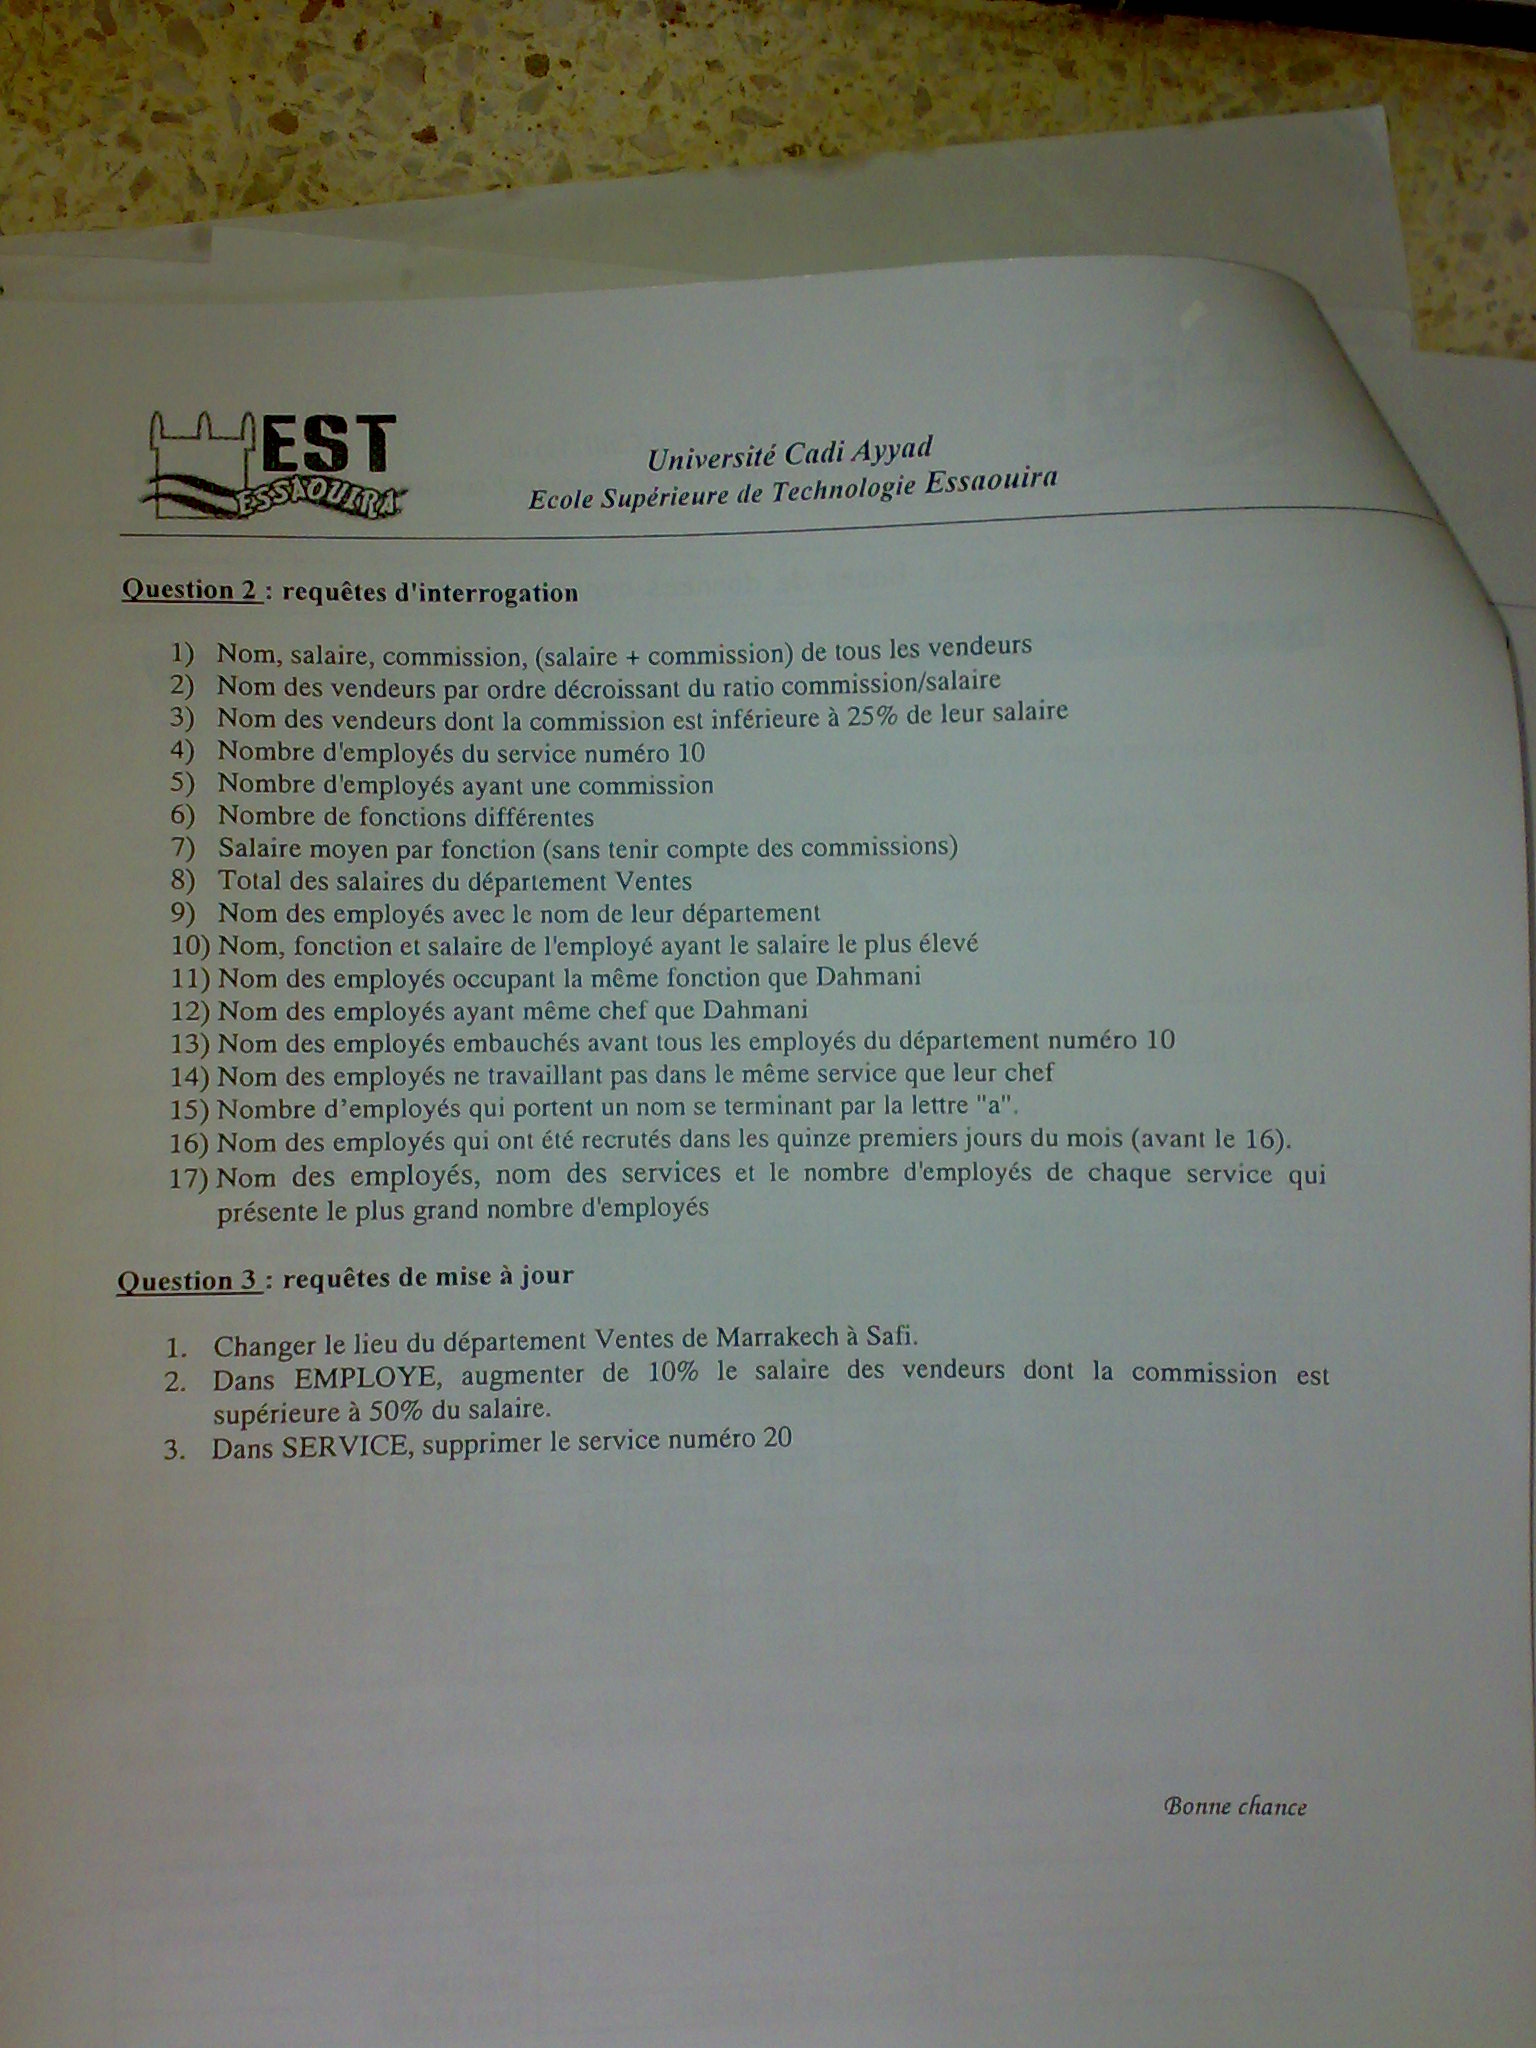 EST
ESSAOUIRA
Université Cadi Ayyad
Ecole Supérieure de Technologie Essaouira
Question 2 : requêtes d'interrogation
1) Nom, salaire, commission, (salaire + commission) de tous les vendeurs
2) Nom des vendeurs par ordre décroissant du ratio commission/salaire
3) Nom des vendeurs dont la commission est inférieure à 25% de leur salaire
4) Nombre d'employés du service numéro 10
5) Nombre d'employés ayant une commission
6) Nombre de fonctions différentes
7) Salaire moyen par fonction (sans tenir compte des commissions)
8) Total des salaires du département Ventes
9) Nom des employés avec le nom de leur département
10) Nom, fonction et salaire de l'employé ayant le salaire le plus élevé
11) Nom des employés occupant la même fonction que Dahmani
12) Nom des employés ayant même chef que Dahmani
13) Nom des employés embauchés avant tous les employés du département numéro 10
14) Nom des employés ne travaillant pas dans le même service que leur chef
15) Nombre d’employés qui portent un nom se terminant par la lettre "a".
16) Nom des employés qui ont été recrutés dans les quinze premiers jours du mois (avant le 16).
17) Nom des employés, nom des services et le nombre d'employés de chaque service qui
présente le plus grand nombre d'employés
Question 3 : requêtes de mise à jour
1. Changer le lieu du département Ventes de Marrakech à Safi.
2. Dans EMPLOYE, augmenter de 10% le salaire des vendeurs dont la commission est
supérieure à 50% du salaire.
3. Dans SERVICE, supprimer le service numéro 20
Bonne chance